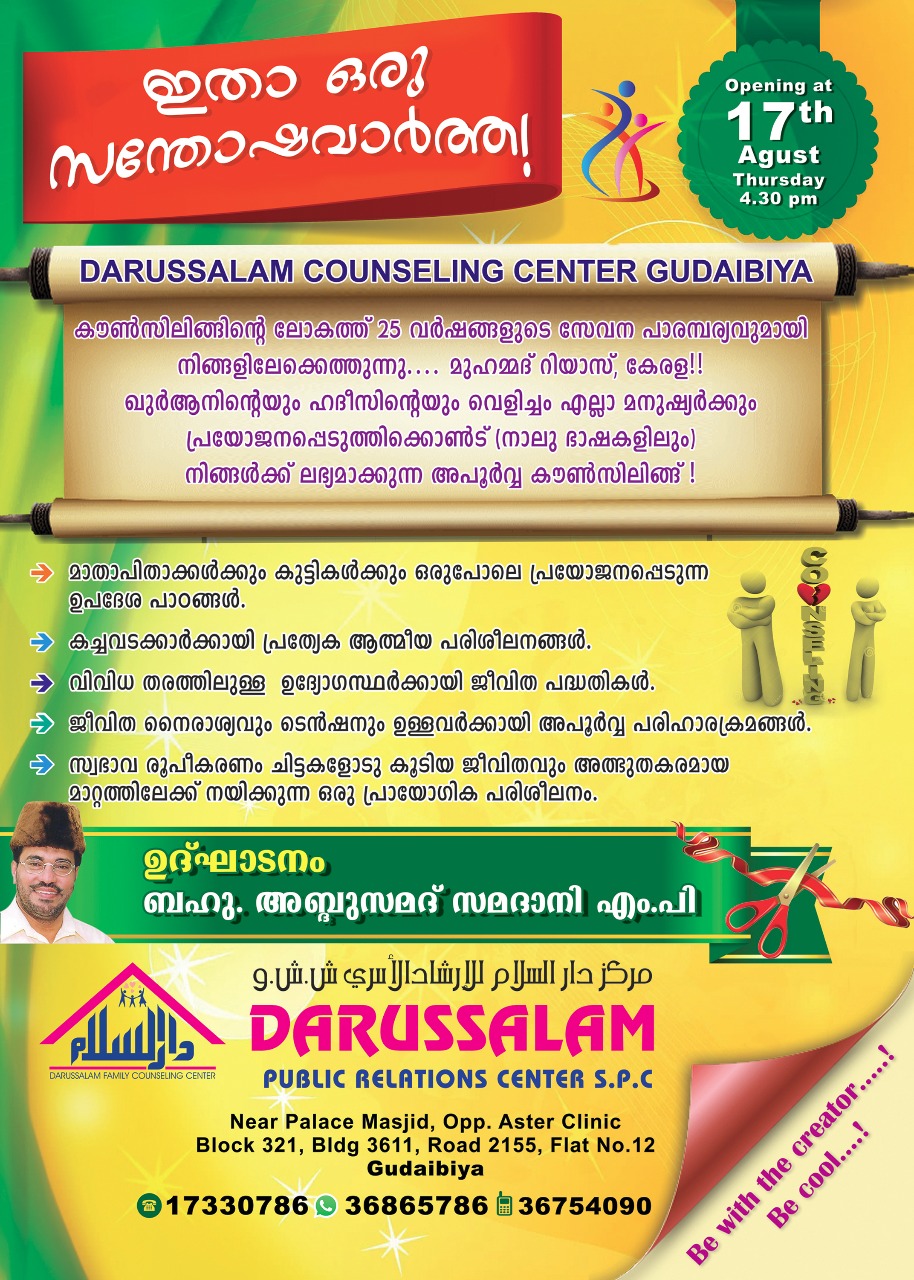 ഇതാ ഒരു
സന്തോഷവാർത്ത!
Opening at
17th
Agust
Thursday
4.30 pm
DARUSSALAM COUNSELING CENTER GUDAIBIYA
കൗൺസിലിങ്ങിന്റെ ലോകത്ത് 25 വർഷങ്ങളുടെ സേവന പാരമ്പര്യവുമായി
നിങ്ങളിലേക്കെത്തുന്നു.... മുഹമ്മദ് റിയാസ്, കേരള!!
ഖുർആനിന്റെയും ഹദീസിന്റെയും വെളിച്ചം എല്ലാ മനുഷ്യർക്കും
പ്രയോജനപ്പെടുത്തിക്കൊൺട് (നാലു ഭാഷകളിലും)
നിങ്ങൾക്ക് ലഭ്യമാക്കുന്ന അപൂർവ്വ കൗൺസിലിങ്ങ് !
മാതാപിതാക്കൾക്കും കുട്ടികൾക്കും ഒരുപോലെ പ്രയോജനപ്പെടുന്ന
ഉപദേശ പാഠങ്ങൾ.
കച്ചവടക്കാർക്കായി പ്രത്യേക ആത്മീയ പരിശീലനങ്ങൾ.
വിവിധ തരത്തിലുള്ള ഉദ്യോഗസ്ഥർക്കായി ജീവിത പദ്ധതികൾ.
ജീവിത നൈരാശ്യവും ടെൻഷനും ഉള്ളവർക്കായി അപൂർവ്വ പരിഹാരക്രമങ്ങൾ.
സ്വഭാവ രൂപീകരണം ചിട്ടകളോടു കൂടിയ ജീവിതവും അത്ഭുതകരമായ
മാറ്റത്തിലേക്ക് നയിക്കുന്ന ഒരു പ്രായോഗിക പരിശീലനം.
COUNSELING
ഉദ്ഘാടനം
ബഹു. അബ്ദുസമദ് സമദാനി എം.പി
مركز دار السلام للارشادالأسري ش.ش.و
دارالسلام
DARUSSALAM FAMILY COUNSELING CENTER
DARUSSALAM
PUBLIC RELATIONS CENTER S.P.C
Near Palace Masjid, Opp. Aster Clinic
Block 321, Bldg 3611, Road 2155, Flat No.12
Gudaibiya
17330786 36865786 36754090
Be with the creator.....!
Be cool....!